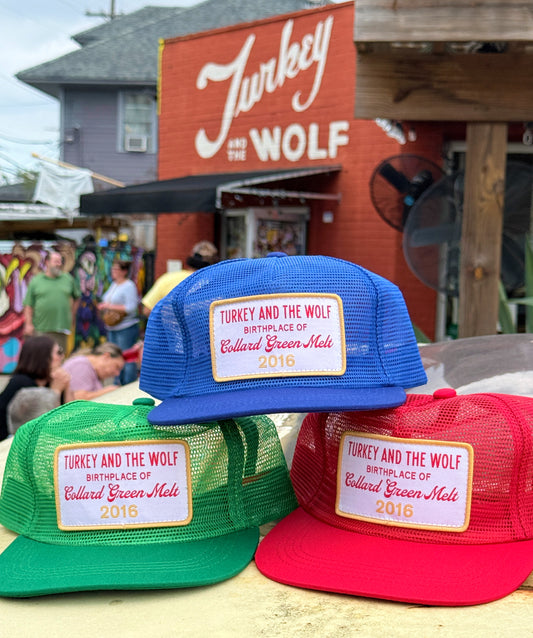 Turkey
AND THE WOLF
TURKEY AND THE WOLF
BIRTHPLACE OF
Collard Green Melt
2016
TURKEY AND THE WOLF
BIRTHPLACE OF
Collard Green Melt
2016
TURKEY AND THE WOLF
BIRTHPLACE OF
Collard Green Melt
2016